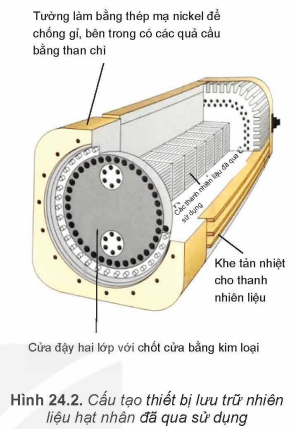 Tường làm bằng thép mạ nickel để
chống gỉ, bên trong có các quả cầu
bằng than chì
Các thanh nhiên liệu đã qua
sử dụng
Khe tản nhiệt
cho thanh
nhiên liệu
Cửa đậy hai lớp với chốt cửa bằng kim loại
Hình 24.2. Cấu tạo thiết bị lưu trữ nhiên
liệu hạt nhân đã qua sử dụng